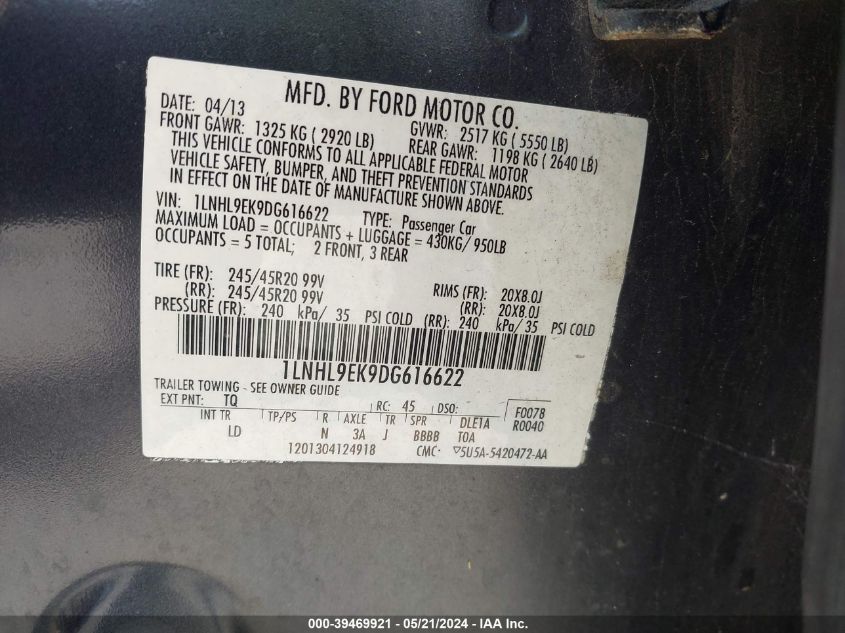 MFD. BY FORD MOTOR CO.
DATE: 04/13 GVWR: 2517 KG ( 5550 LB)
FRONT GAWR: 1325 KG ( 2920 LB) REAR GAWR: 1198 KG ( 2640 LB)
THIS VEHICLE CONFORMS TO ALL APPLICABLE FEDERAL MOTOR
VEHICLE SAFETY, BUMPER, AND THEFT PREVENTION STANDARDS
IN EFFECT ON THE DATE OF MANUFACTURE SHOWN ABOVE.
VIN: 1LNHL9EK9DG616622 TYPE: Passenger Car
MAXIMUM LOAD = OCCUPANTS + LUGGAGE = 430KG/ 950LB
OCCUPANTS = 5 TOTAL; 2 FRONT, 3 REAR
TIRE (FR): 245/45R20 99V RIMS (FR): 20X8.0J
(RR): 245/45R20 99V (RR): 20X8.0J
PRESSURE (FR): 240 kPa/ 35 PSI COLD (RR): 240 kPa/ 35 PSI COLD
1LNHL9EK9DG616622
TRAILER TOWING - SEE OWNER GUIDE
EXT PNT: TQ RC: 45 DSO: F0078
INT TR TP/PS R AXLE TR SPR DLETA R0040
LD N 3A J BBBB TOA
1201304124918 CMC- ▽5U5A-5420472-AA
000-39469921 - 05/21/2024 - IAA Inc.